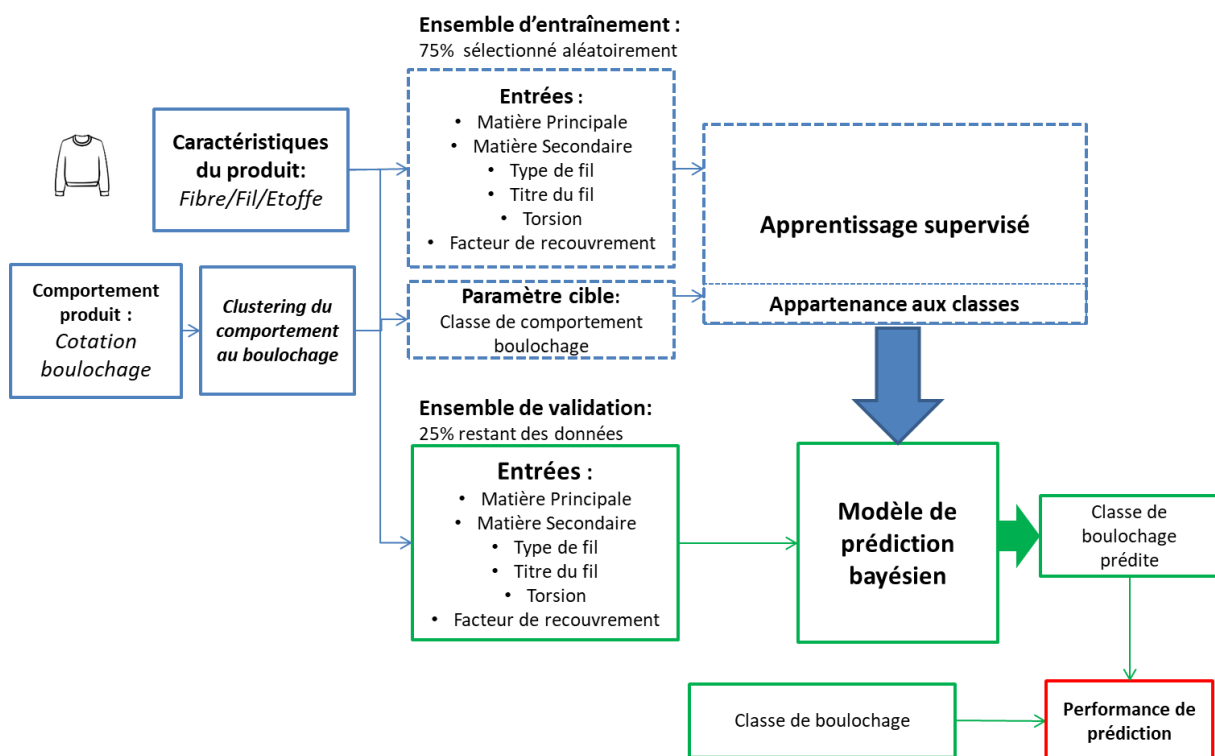 Ensemble d’entraînement :
75% sélectionné aléatoirement
Caractéristiques
du produit:
Fibre/Fil/Etoffe
Entrées :
• Matière Principale
• Matière Secondaire
• Type de fil
• Titre du fil
• Torsion
• Facteur de recouvrement
Apprentissage supervisé
Appartenance aux classes
Comportement
produit :
Cotation
boulochage
Clustering du
comportement
au boulochage
Paramètre cible:
Classe de comportement
boulochage
Ensemble de validation:
25% restant des données
Entrées :
• Matière Principale
• Matière Secondaire
• Type de fil
• Titre du fil
• Torsion
• Facteur de recouvrement
Modèle de
prédiction
bayésien
Classe de
boulochage
prédite
Classe de boulochage
Performance de
prédiction